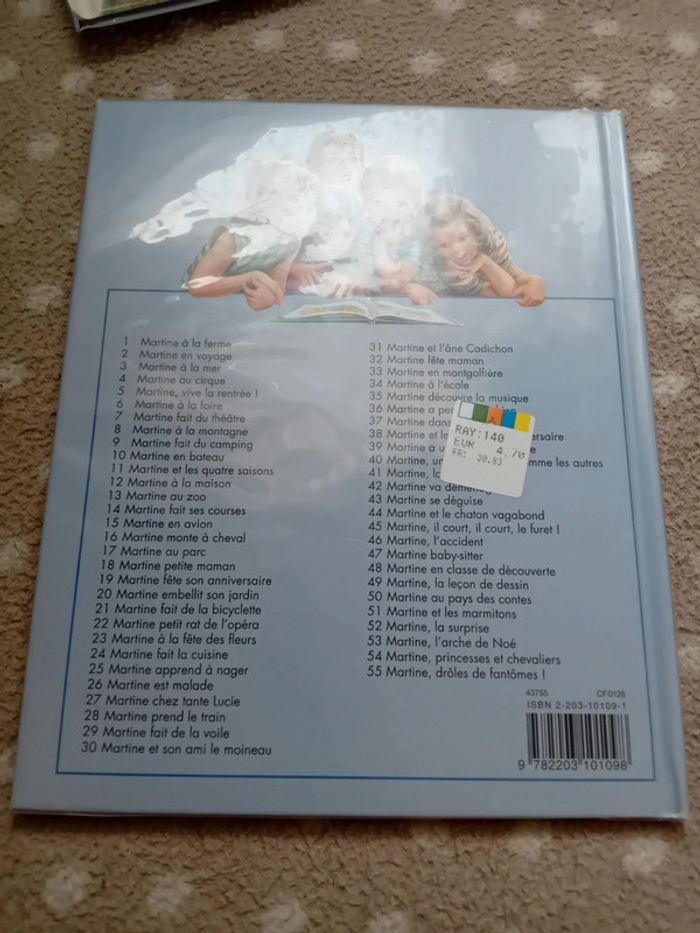 1 Martine à la ferme
2 Martine en voyage
3 Martine à la mer
4 Martine au cirque
5 Martine, vive la rentrée !
6 Martine à la foire
7 Martine fait du théâtre
8 Martine à la montagne
9 Martine fait du camping
10 Martine en bateau
11 Martine et les quatre saisons
12 Martine à la maison
13 Martine au zoo
14 Martine fait ses courses
15 Martine en avion
16 Martine monte à cheval
17 Martine au parc
18 Martine petite maman
19 Martine fête son anniversaire
20 Martine embellit son jardin
21 Martine fait de la bicyclette
22 Martine petit rat de l'opéra
23 Martine à la fête des fleurs
24 Martine fait la cuisine
25 Martine apprend à nager
26 Martine est malade
27 Martine chez tante Lucie
28 Martine prend le train
29 Martine fait de la voile
30 Martine et son ami le moineau
31 Martine et l'âne Cadichon
32 Martine fête maman
33 Martine en montgolfière
34 Martine à l'école
35 Martine découvre la musique
36 Martine a
37 Martine dans
38 Martine et
39 Martine a
40 Martine, les autres
41 Martine,
42 Martine va
43 Martine se déguise
44 Martine et le chaton vagabond
45 Martine, il court, il court, le furet !
46 Martine, l'accident
47 Martine baby-sitter
48 Martine en classe de découverte
49 Martine, la leçon de dessin
50 Martine au pays des contes
51 Martine et les marmitons
52 Martine, la surprise
53 Martine, l'arche de Noé
54 Martine, princesses et chevaliers
55 Martine, drôles de fantômes !
RAY:140
EUR 4.70
FR: 30.83
43755 CF0126
ISBN 2-203-10109-1
9 782203 101098